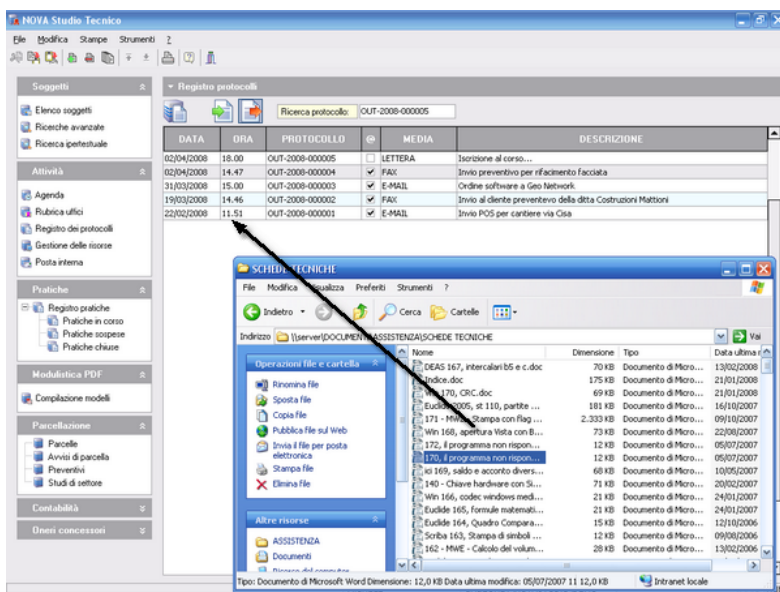 NOVA Studio Tecnico
File Modifica Stampe Strumenti ?
Soggetti
Elenco soggetti
Ricerche avanzate
Ricerca ipertestuale
Attività
Agenda
Rubrica uffici
Registro dei protocolli
Gestione delle risorse
Posta interna
Pratiche
Registro pratiche
Pratiche in corso
Pratiche sospese
Pratiche chiuse
Modulistica PDF
Compilazione modelli
Parcellazione
Parcelle
Avvisi di parcella
Preventivi
Studi di settore
Contabilità
Oneri concessori
Registro protocolli
Ricerca protocollo: OUT-2008-000005
DATA ORA PROTOCOLLO @ MEDIA DESCRIZIONE
02/04/2008 18.00 OUT-2008-000005 LETTERA Iscrizione al corso...
02/04/2008 14.47 OUT-2008-000004 FAX Invio preventivo per rifacimento facciata
31/03/2008 15.00 OUT-2008-000003 E-MAIL Ordine software a Geo Network
19/03/2008 14.46 OUT-2008-000002 FAX Invio al cliente preventevo della ditta Costruzioni Mattioni
22/02/2008 11.51 OUT-2008-000001 E-MAIL Invio POS per cantiere via Cisa
SCHEDE TECNICHE
File Modifica Visualizza Preferiti Strumenti ?
Indietro Cerca Cartelle
Indirizzo \\server\DOCUMENTI\ASSISTENZA\SCHEDE TECNICHE Vai
Operazioni file e cartella
Rinomina file
Sposta file
Copia file
Pubblica file sul Web
Invia il file per posta
elettronica
Stampa file
Elimina file
Altre risorse
ASSISTENZA
Documenti
Risorse del computer
Nome Dimensione Tipo Data ultima
DEAS 167, intercalari b5 e c.doc 70 KB Documento di Micro... 13/02/2008
Indice.doc 175 KB Documento di Micro... 21/01/2008
Win 170, CRC.doc 69 KB Documento di Micro... 21/01/2008
Euclide 2005, st 110, partite ... 181 KB Documento di Micro... 16/10/2007
171 - MWE - Stampa con flag ... 2.333 KB Documento di Micro... 09/10/2007
Win 168, apertura Vista con B... 73 KB Documento di Micro... 22/08/2007
172, il programma non rispon... 12 KB Documento di Micro... 05/07/2007
170, il programma non rispon... 12 KB Documento di Micro... 05/07/2007
ici 169, saldo e acconto divers... 68 KB Documento di Micro... 10/05/2007
140 - Chiave hardware con Si... 71 KB Documento di Micro... 20/02/2007
Win 166, codec windows medi... 21 KB Documento di Micro... 24/01/2007
Euclide 165, formule matemati... 21 KB Documento di Micro... 24/01/2007
Euclide 164, Quadro Compara... 15 KB Documento di Micro... 12/10/2006
Scriba 163, Stampa di simboli ... 12 KB Documento di Micro... 09/08/2006
162 - MWE - Calcolo del volum... 28 KB Documento di Micro... 13/02/2006
Tipo: Documento di Microsoft Word Dimensione: 12,0 KB Data ultima modifica: 05/07/2007 11 12,0 KB Intranet locale